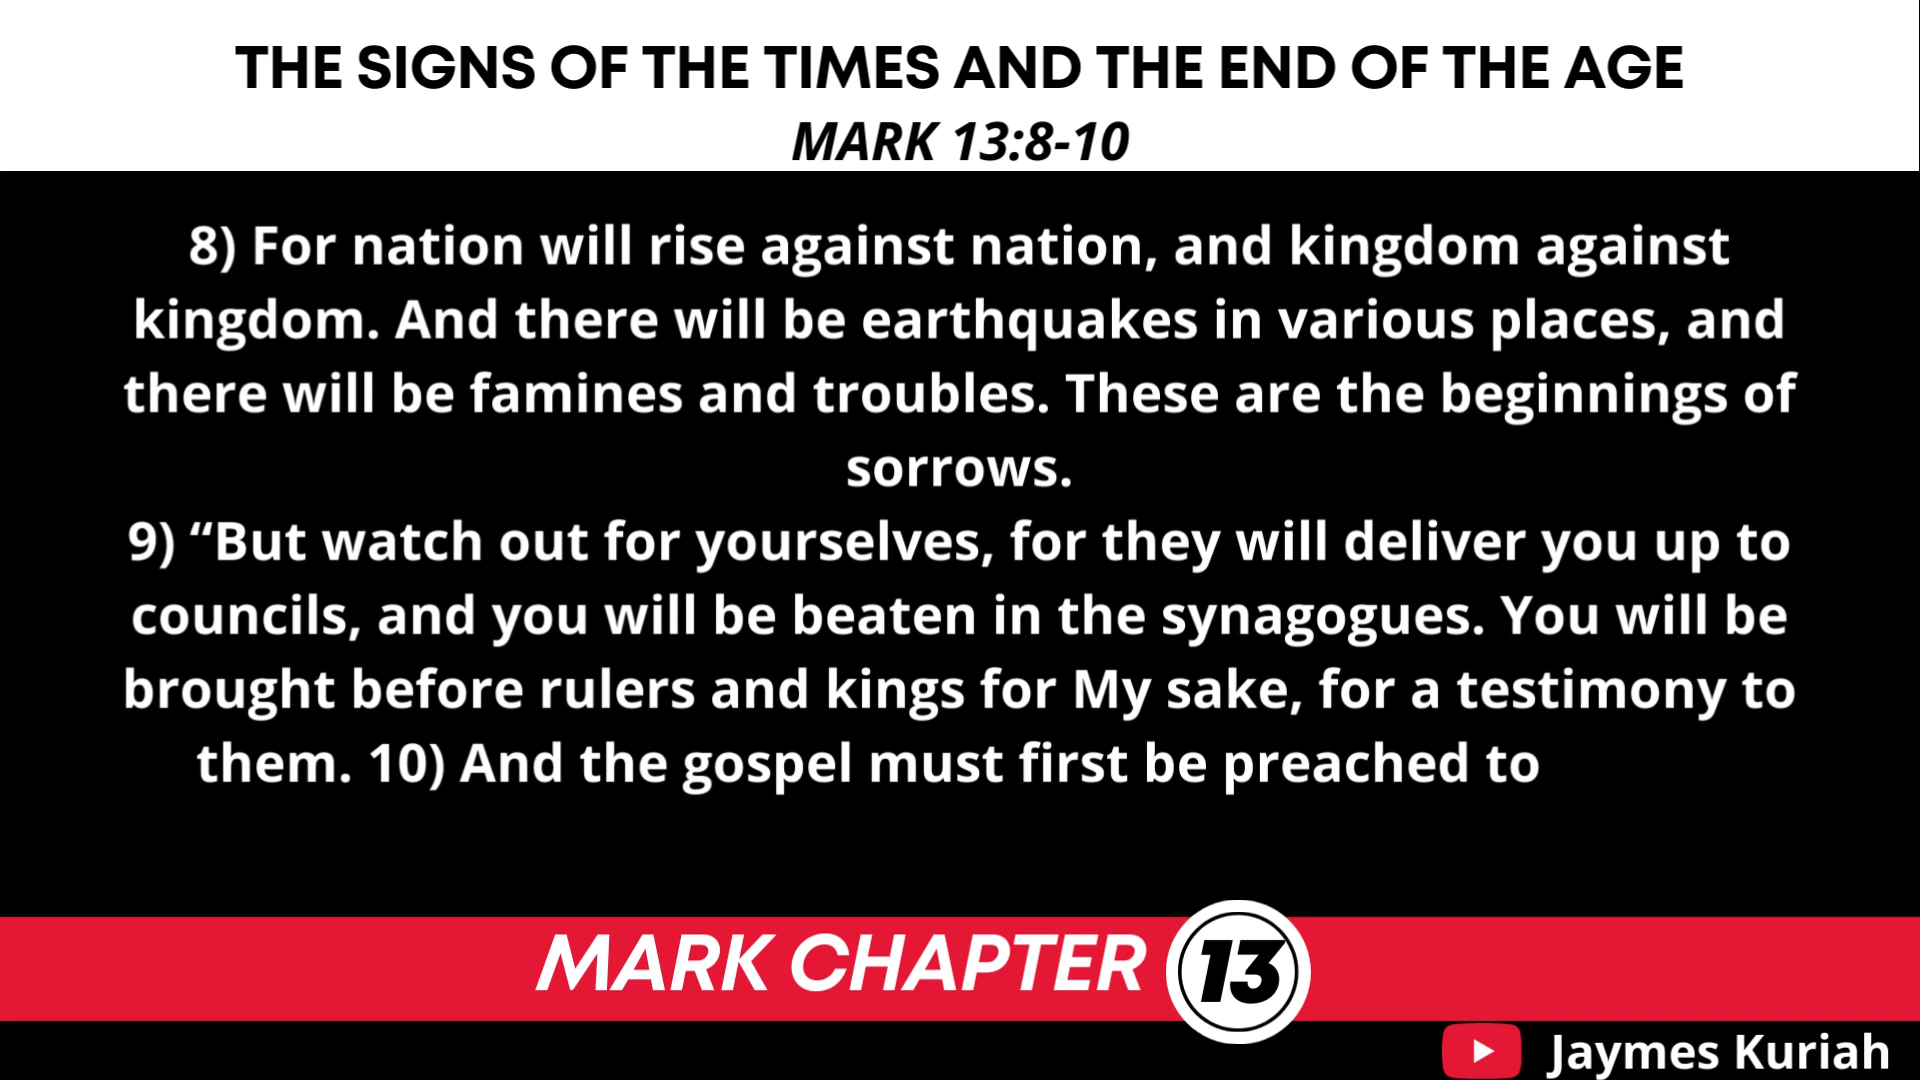 THE SIGNS OF THE TIMES AND THE END OF THE AGE
MARK 13:8-10
8) For nation will rise against nation, and kingdom against
kingdom. And there will be earthquakes in various places, and
there will be famines and troubles. These are the beginnings of
sorrows.
9) “But watch out for yourselves, for they will deliver you up to
councils, and you will be beaten in the synagogues. You will be
brought before rulers and kings for My sake, for a testimony to
them. 10) And the gospel must first be preached to
MARK CHAPTER 13
Jaymes Kuriah